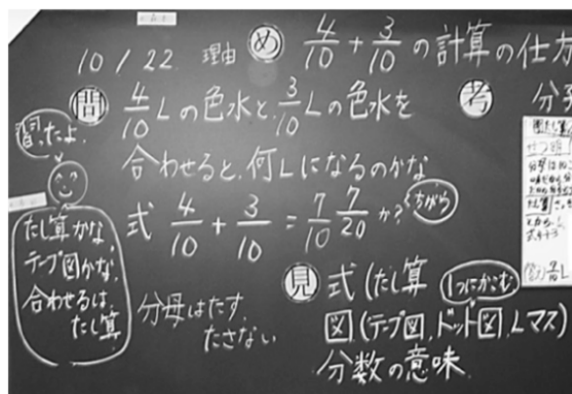 10/22 理由 め 4/10 + 3/10 の計算の仕方
問 4/10 Lの色水と、3/10 Lの色水を
合わせると、何Lになるのかな
式 4/10 + 3/10 = 7/10 7/20 か?
ちがう
習ったよ。
たし算かな、
テープ図かな、
合わせるは、
たし算
分母はたす、
たさない
見 式(たし算
1つにかこむ
図(テープ図、ドット図、Lマス)
分数の意味
考 分子